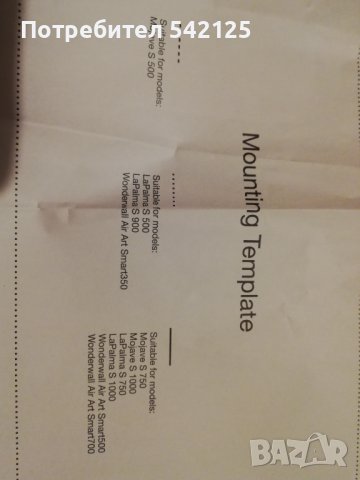 Потребител 542125
Mounting Template
Suitable for models:
Mojave S 500
Suitable for models:
LaPalma S 500
LaPalma S 900
Wonderwall Air Art Smart350
Suitable for models:
Mojave S 750
Mojave S 1000
LaPalma S 750
LaPalma S 1000
Wonderwall Air Art Smart500
Wonderwall Air Art Smart700
BAZAR